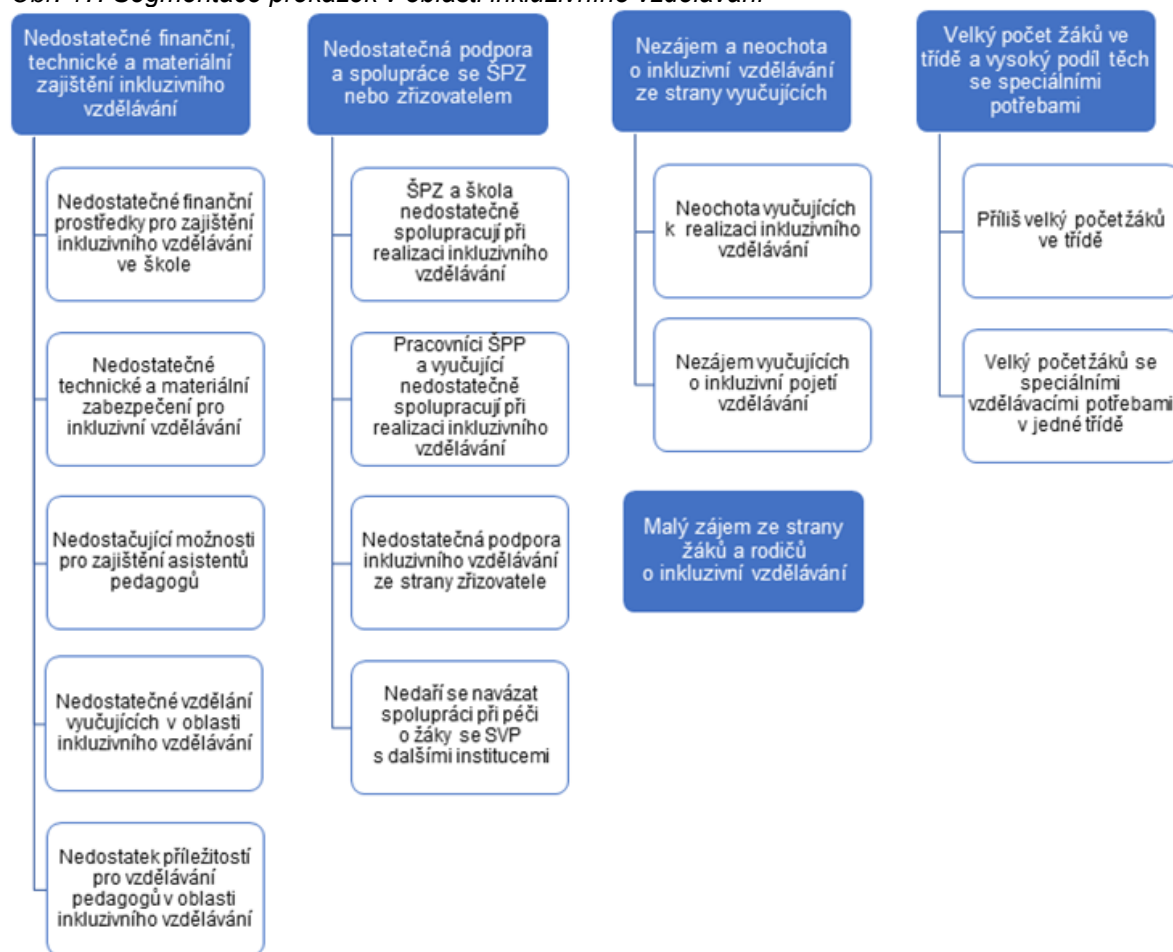 Segmentace překážek v oblasti inkluzivního vzdělávání
Nedostatečné finanční,
technické a materiální
zajištění inkluzivního
vzdělávání
Nedostatečné finanční
prostředky pro zajištění
inkluzivního vzdělávání
ve škole
Nedostatečné
technické a materiální
zabezpečení pro
inkluzivní vzdělávání
Nedostačující možnosti
pro zajištění asistentů
pedagogů
Nedostatečné vzdělání
vyučujících v oblasti
inkluzivního vzdělávání
Nedostatek příležitostí
pro vzdělávání
pedagogů v oblasti
inkluzivního vzdělávání
Nedostatečná podpora
a spolupráce se ŠPZ
nebo zřizovatelem
ŠPZ a škola
nedostatečně
spolupracují při
realizaci inkluzivního
vzdělávání
Pracovníci ŠPP
a vyučující
nedostatečně
spolupracují při
realizaci inkluzivního
vzdělávání
Nedostatečná podpora
inkluzivního vzdělávání
ze strany zřizovatele
Nedaří se navázat
spolupráci při péči
o žáky se SVP
s dalšími institucemi
Nezájem a neochota
o inkluzivní vzdělávání
ze strany vyučujících
Neochota vyučujících
k realizaci inkluzivního
vzdělávání
Nezájem vyučujících
o inkluzivní pojetí
vzdělávání
Malý zájem ze strany
žáků a rodičů
o inkluzivní vzdělávání
Velký počet žáků ve
třídě a vysoký podíl těch
se speciálními
potřebami
Příliš velký počet žáků
ve třídě
Velký počet žáků se
speciálními
vzdělávacími potřebami
v jedné třídě